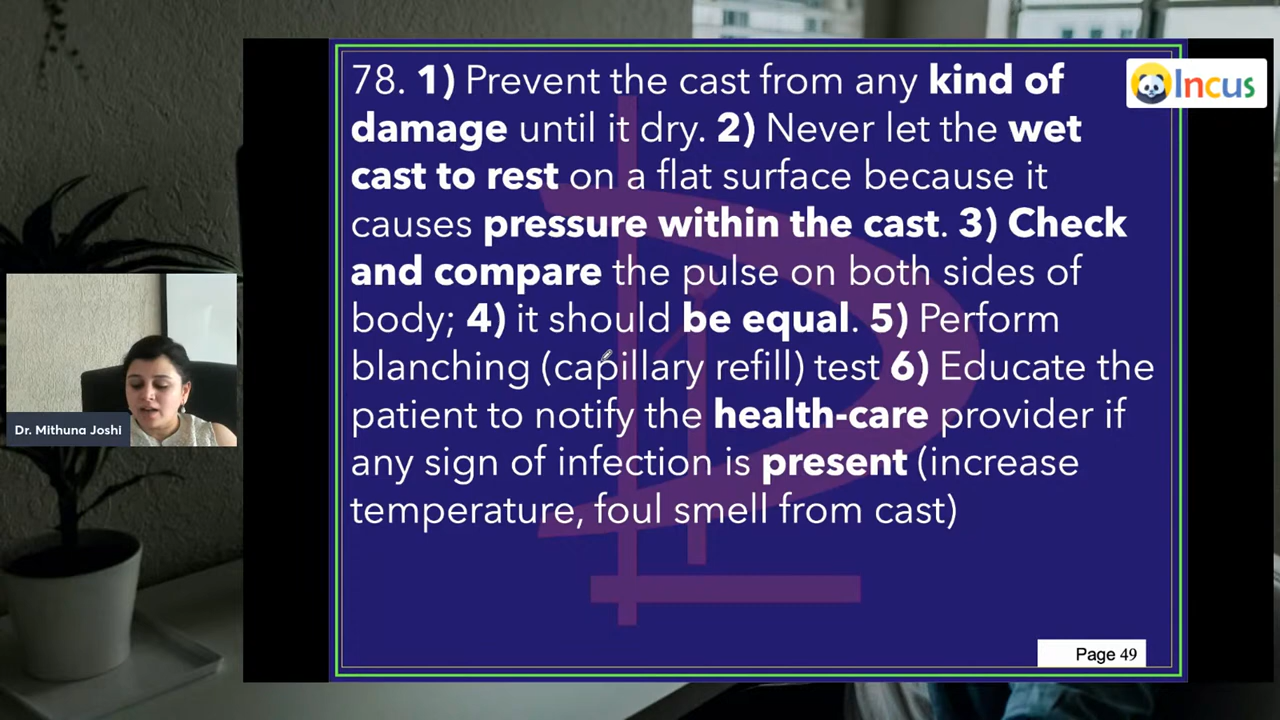 78. 1) Prevent the cast from any kind of
damage until it dry. 2) Never let the wet
cast to rest on a flat surface because it
causes pressure within the cast. 3) Check
and compare the pulse on both sides of
body; 4) it should be equal. 5) Perform
blanching (capillary refill) test 6) Educate the
patient to notify the health-care provider if
any sign of infection is present (increase
temperature, foul smell from cast)
Incus
Dr. Mithuna Joshi
Page 49